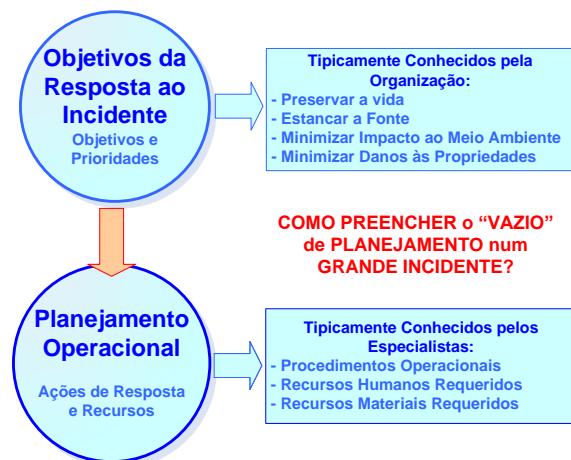 Objetivos da
Resposta ao
Incidente
Objetivos e
Prioridades
Tipicamente Conhecidos pela
Organização:
- Preservar a vida
- Estancar a Fonte
- Minimizar Impacto ao Meio Ambiente
- Minimizar Danos às Propriedades
COMO PREENCHER o “VAZIO”
de PLANEJAMENTO num
GRANDE INCIDENTE?
Planejamento
Operacional
Ações de Resposta
e Recursos
Tipicamente Conhecidos pelos
Especialistas:
- Procedimentos Operacionais
- Recursos Humanos Requeridos
- Recursos Materiais Requeridos